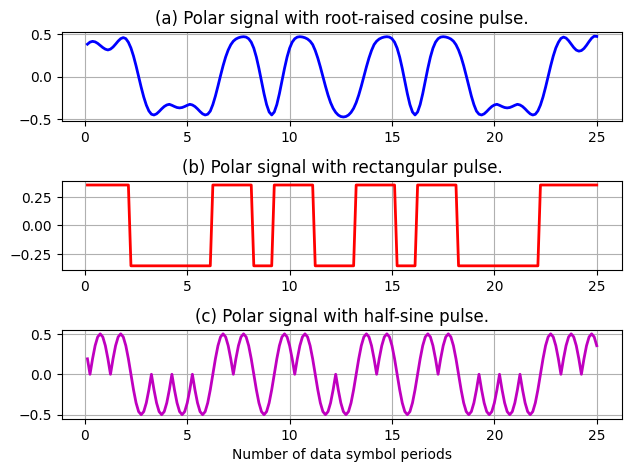 (a) Polar signal with root-raised cosine pulse.
0.5
0.0
−0.5
0 5 10 15 20 25
(b) Polar signal with rectangular pulse.
0.25
0.00
−0.25
0 5 10 15 20 25
(c) Polar signal with half-sine pulse.
0.5
0.0
−0.5
0 5 10 15 20 25
Number of data symbol periods